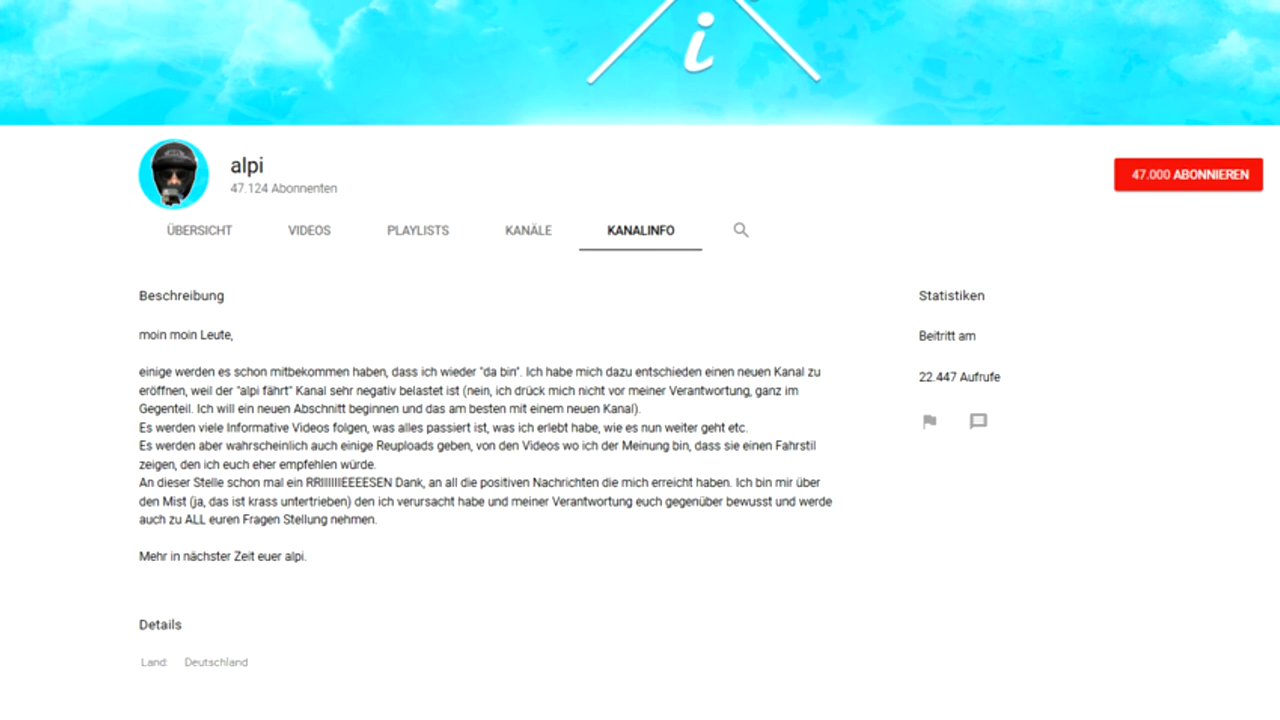 i
alpi
47.124 Abonnenten
47.000 ABONNIEREN
ÜBERSICHT VIDEOS PLAYLISTS KANÄLE KANALINFO
Beschreibung
moin moin Leute,
einige werden es schon mitbekommen haben, dass ich wieder "da bin". Ich habe mich dazu entschieden einen neuen Kanal zu
eröffnen, weil der "alpi fährt" Kanal sehr negativ belastet ist (nein, ich drück mich nicht vor meiner Verantwortung, ganz im
Gegenteil. Ich will ein neuen Abschnitt beginnen und das am besten mit einem neuen Kanal).
Es werden viele Informative Videos folgen, was alles passiert ist, was ich erlebt habe, wie es nun weiter geht etc.
Es werden aber wahrscheinlich auch einige Reuploads geben, von den Videos wo ich der Meinung bin, dass sie einen Fahrstil
zeigen, den ich euch eher empfehlen würde.
An dieser Stelle schon mal ein RRIIIIIIIEEEESEN Dank, an all die positiven Nachrichten die mich erreicht haben. Ich bin mir über
den Mist (ja, das ist krass untertrieben) den ich verursacht habe und meiner Verantwortung euch gegenüber bewusst und werde
auch zu ALL euren Fragen Stellung nehmen.
Mehr in nächster Zeit euer alpi.
Details
Land: Deutschland
Statistiken
Beitritt am
22.447 Aufrufe